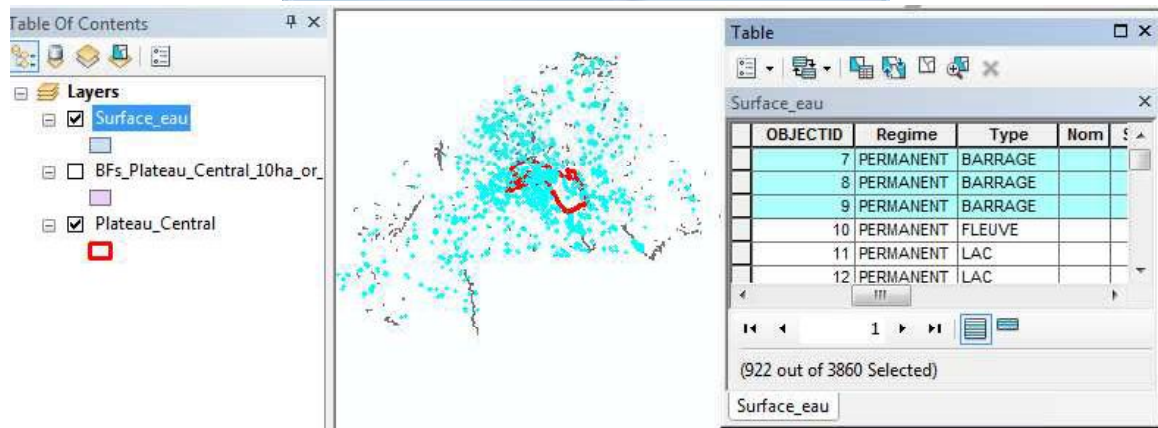 Table Of Contents
Layers
Surface_eau
BFs_Plateau_Central_10ha_or_
Plateau_Central
Table
Surface_eau
OBJECTID Regime Type Nom
7 PERMANENT BARRAGE
8 PERMANENT BARRAGE
9 PERMANENT BARRAGE
10 PERMANENT FLEUVE
11 PERMANENT LAC
12 PERMANENT LAC
1
(922 out of 3860 Selected)
Surface_eau